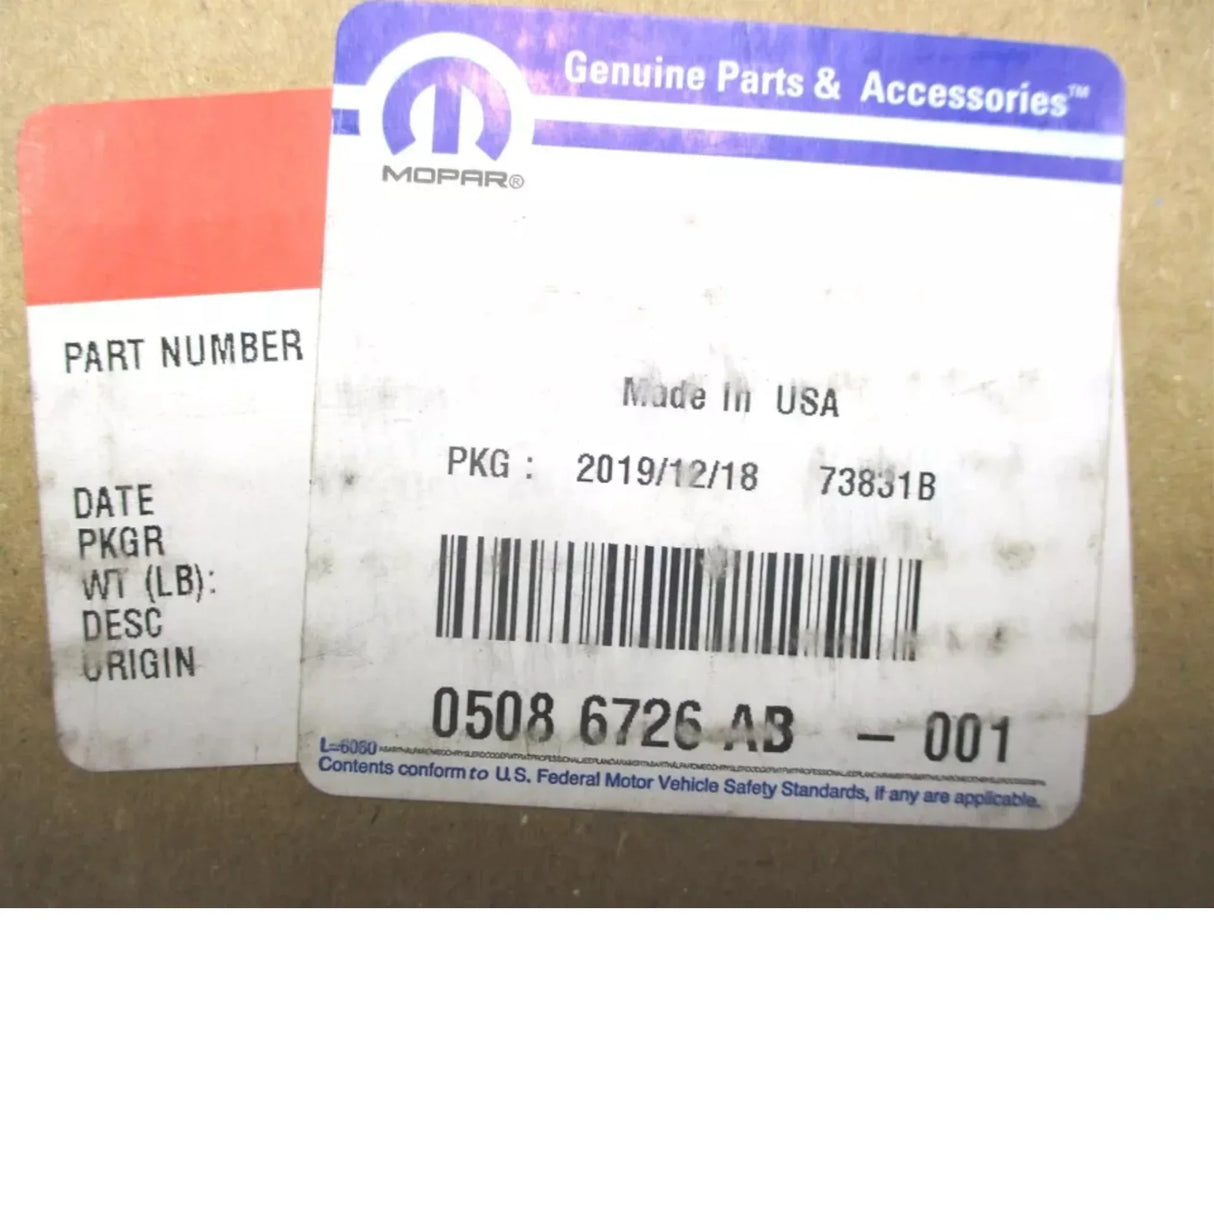 Genuine Parts & Accessories™
MOPAR®
PART NUMBER
DATE
PKGR
WT (LB):
DESC
ORIGIN
Made In USA
PKG : 2019/12/18 73831B
0508 6726 AB - 001
L-6060
Contents conform to U.S. Federal Motor Vehicle Safety Standards, if any are applicable.